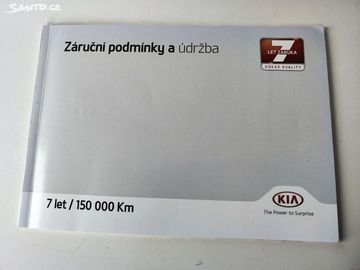 SAUTO.CZ
Záruční podmínky a údržba
7
LET ZÁRUKA
DŮKAZ KVALITY
7 let / 150 000 Km
KIA
The Power to Surprise